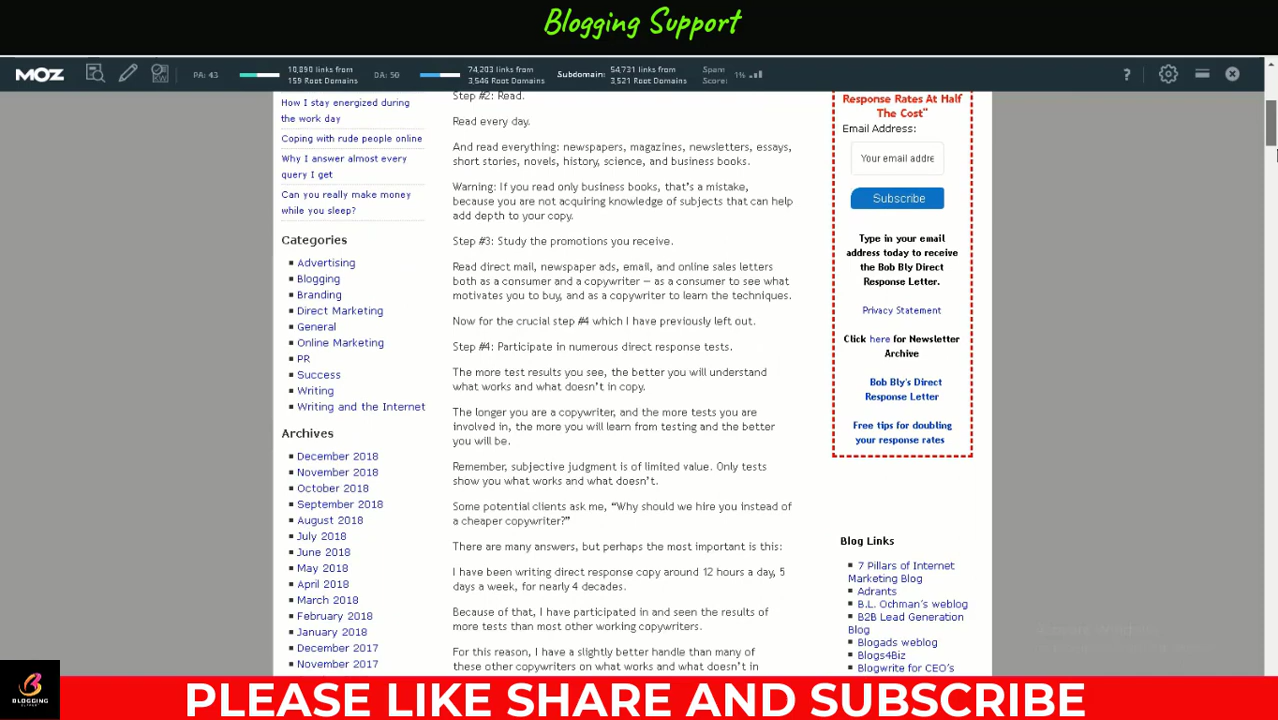 Blogging Support
MOZ
PA: 43
10,890 links from
159 Root Domains
DA: 50
74,203 links from
3,546 Root Domains
Subdomain:
54,731 links from
3,521 Root Domains
Spam
Score:
1%
?
How I stay energized during
the work day
Coping with rude people online
Why I answer almost every
query I get
Can you really make money
while you sleep?
Categories
Advertising
Blogging
Branding
Direct Marketing
General
Online Marketing
PR
Success
Writing
Writing and the Internet
Archives
December 2018
November 2018
October 2018
September 2018
August 2018
July 2018
June 2018
May 2018
April 2018
March 2018
February 2018
January 2018
December 2017
November 2017
Step #2: Read.
Read every day.
And read everything: newspapers, magazines, newsletters, essays,
short stories, novels, history, science, and business books.
Warning: If you read only business books, that's a mistake,
because you are not acquiring knowledge of subjects that can help
add depth to your copy.
Step #3: Study the promotions you receive.
Read direct mail, newspaper ads, email, and online sales letters
both as a consumer and a copywriter – as a consumer to see what
motivates you to buy, and as a copywriter to learn the techniques.
Now for the crucial step #4 which I have previously left out.
Step #4: Participate in numerous direct response tests.
The more test results you see, the better you will understand
what works and what doesn't in copy.
The longer you are a copywriter, and the more tests you are
involved in, the more you will learn from testing and the better
you will be.
Remember, subjective judgment is of limited value. Only tests
show you what works and what doesn't.
Some potential clients ask me, “Why should we hire you instead of
a cheaper copywriter?”
There are many answers, but perhaps the most important is this:
I have been writing direct response copy around 12 hours a day, 5
days a week, for nearly 4 decades.
Because of that, I have participated in and seen the results of
more tests than most other working copywriters.
For this reason, I have a slightly better handle than many of
these other copywriters on what works and what doesn't in
Response Rates At Half
The Cost"
Email Address:
Your email addre
Subscribe
Type in your email
address today to receive
the Bob Bly Direct
Response Letter.
Privacy Statement
Click here for Newsletter
Archive
Bob Bly's Direct
Response Letter
Free tips for doubling
your response rates
Blog Links
7 Pillars of Internet
Marketing Blog
Adrants
B.L. Ochman's weblog
B2B Lead Generation
Blog
Blogads weblog
Blogs4Biz
Blogwrite for CEO's
BLOGGING
PLEASE LIKE SHARE AND SUBSCRIBE